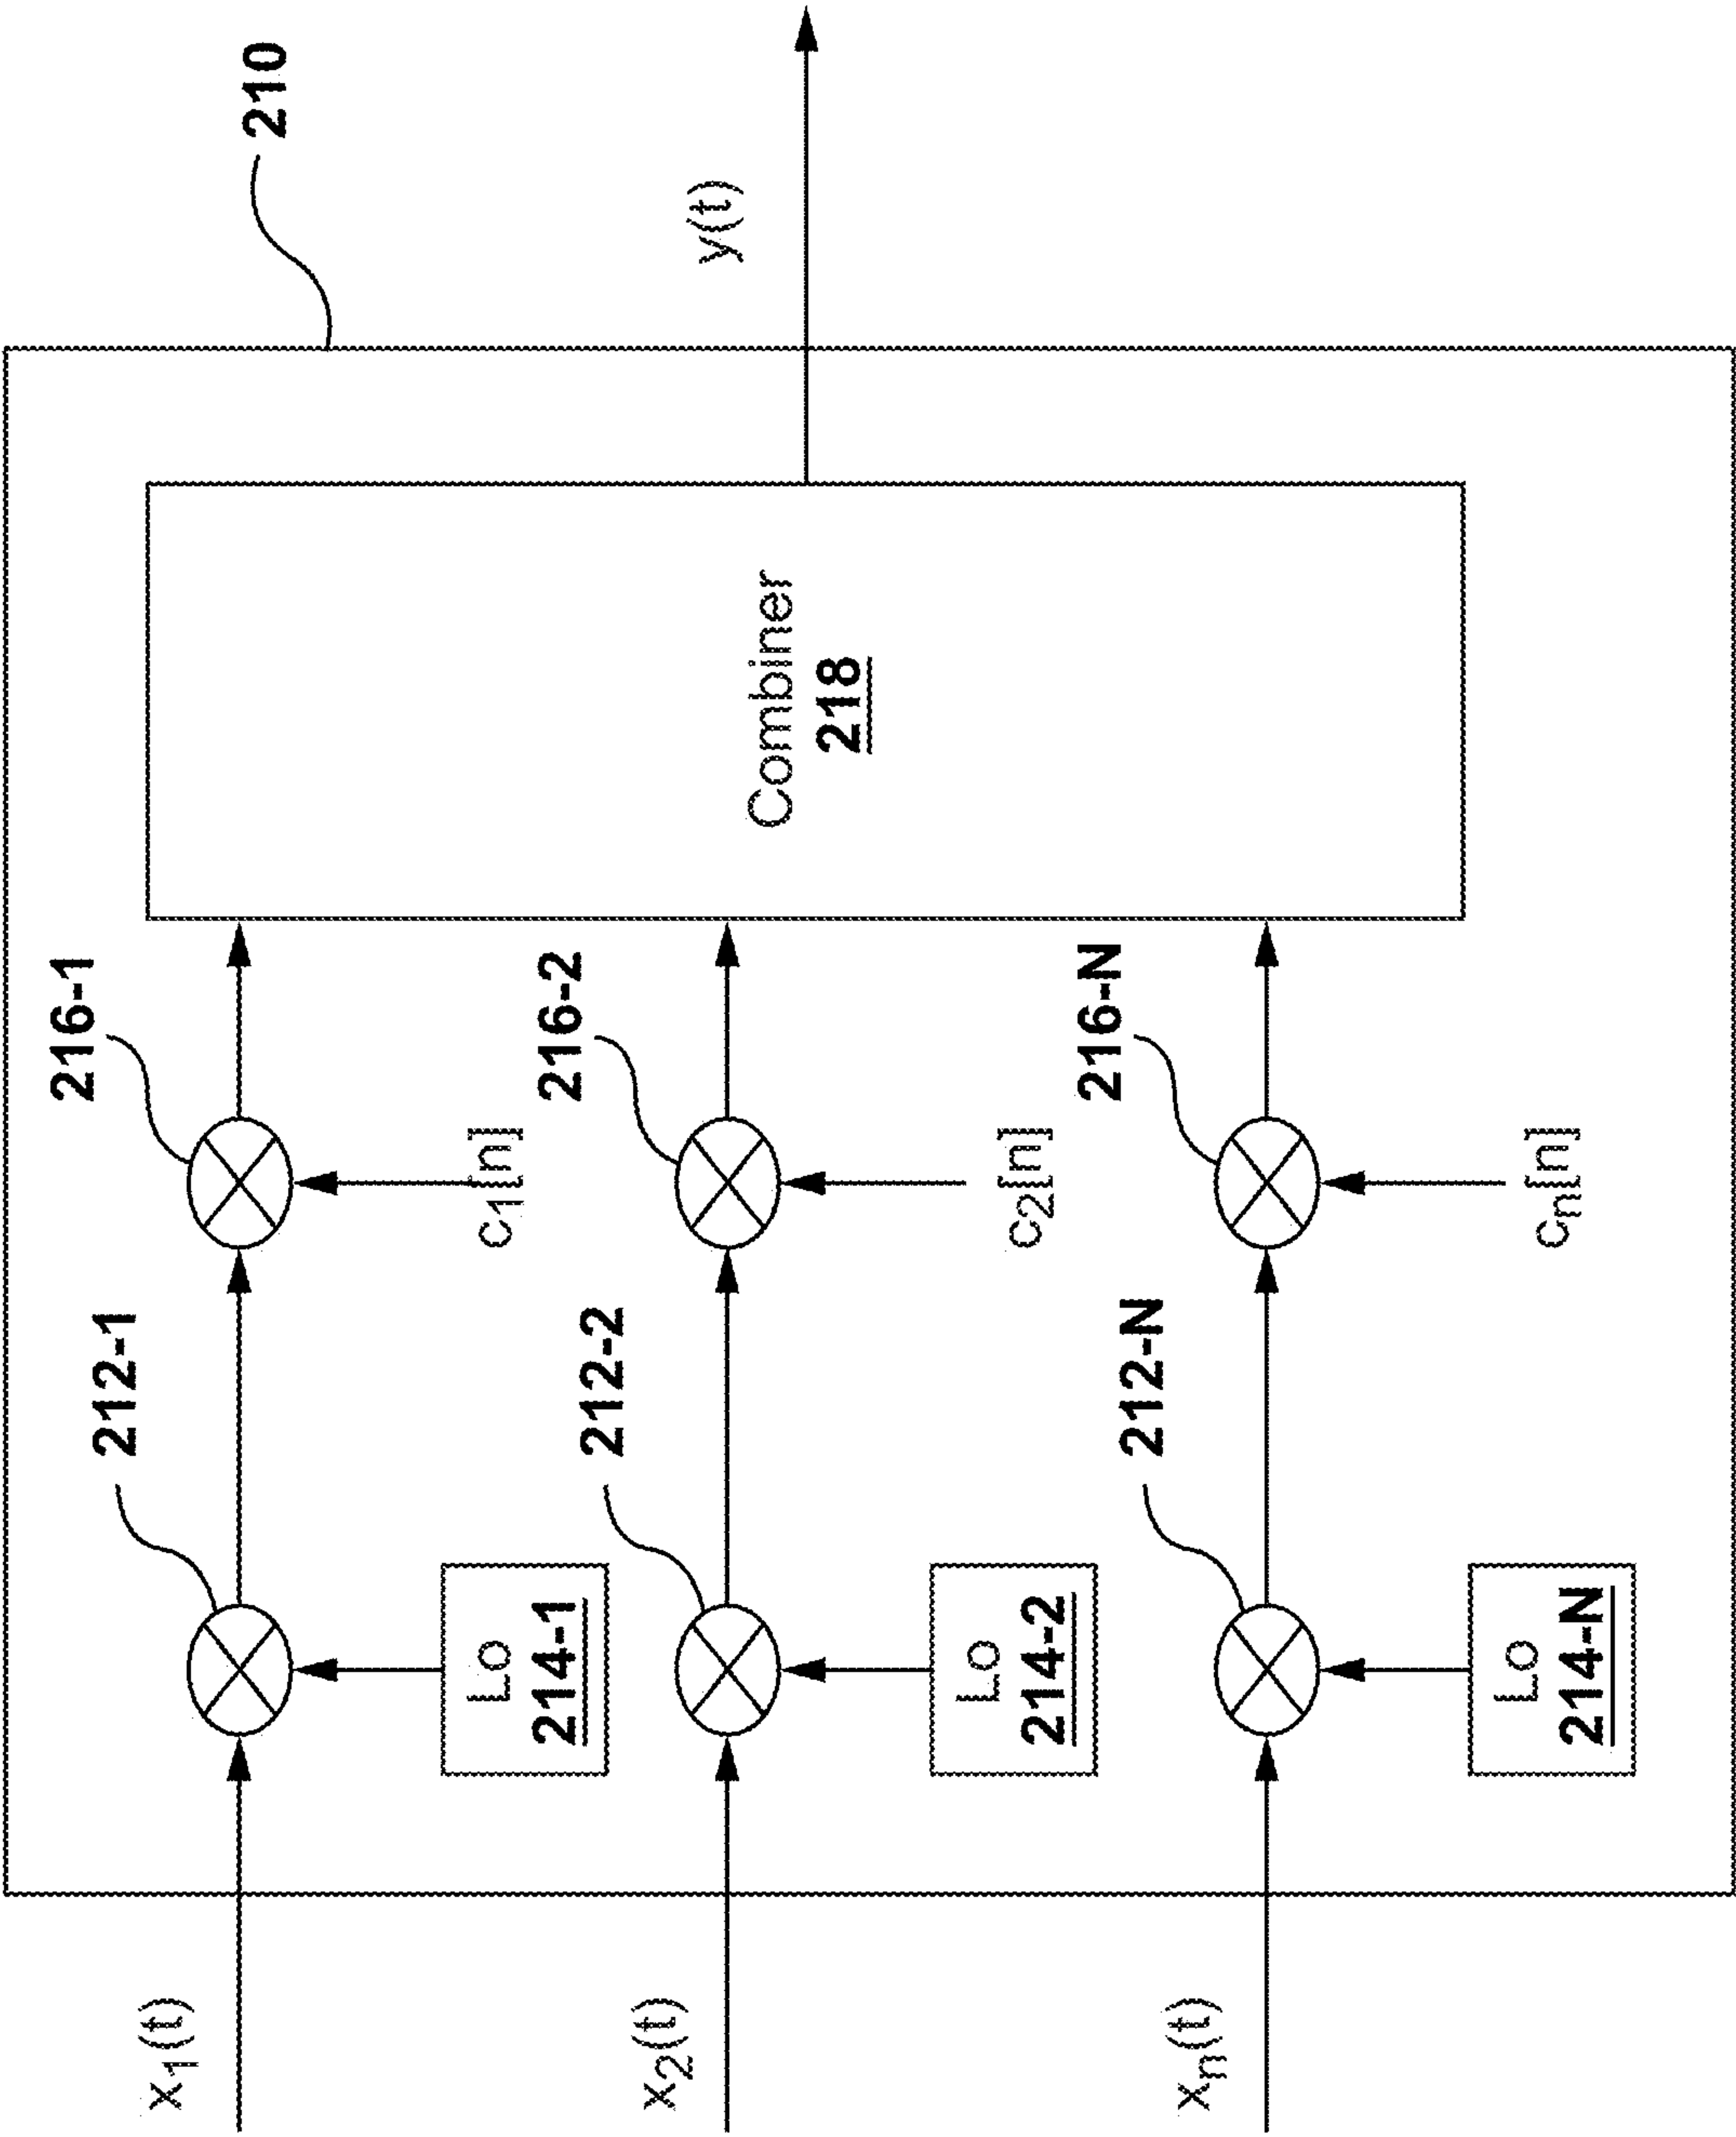 210
x1(t)
212-1
216-1
Lo
214-1
c1[n]
x2(t)
212-2
216-2
Lo
214-2
c2[n]
xn(t)
212-N
216-N
Lo
214-N
cn[n]
Combiner
218
y(t)